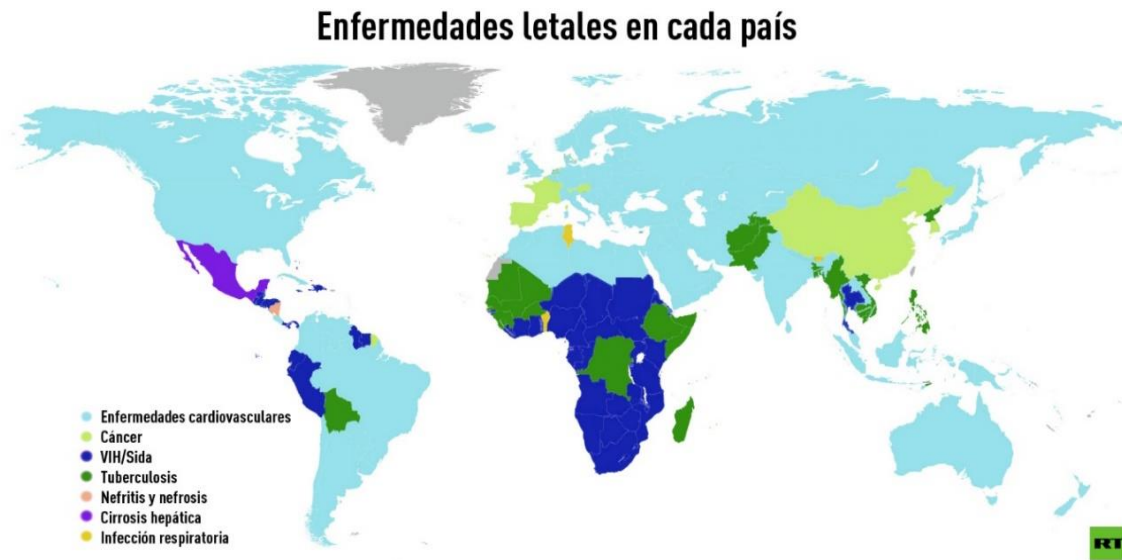 Enfermedades letales en cada país
Enfermedades cardiovasculares
Cáncer
VIH/Sida
Tuberculosis
Nefritis y nefrosis
Cirrosis hepática
Infección respiratoria
RT